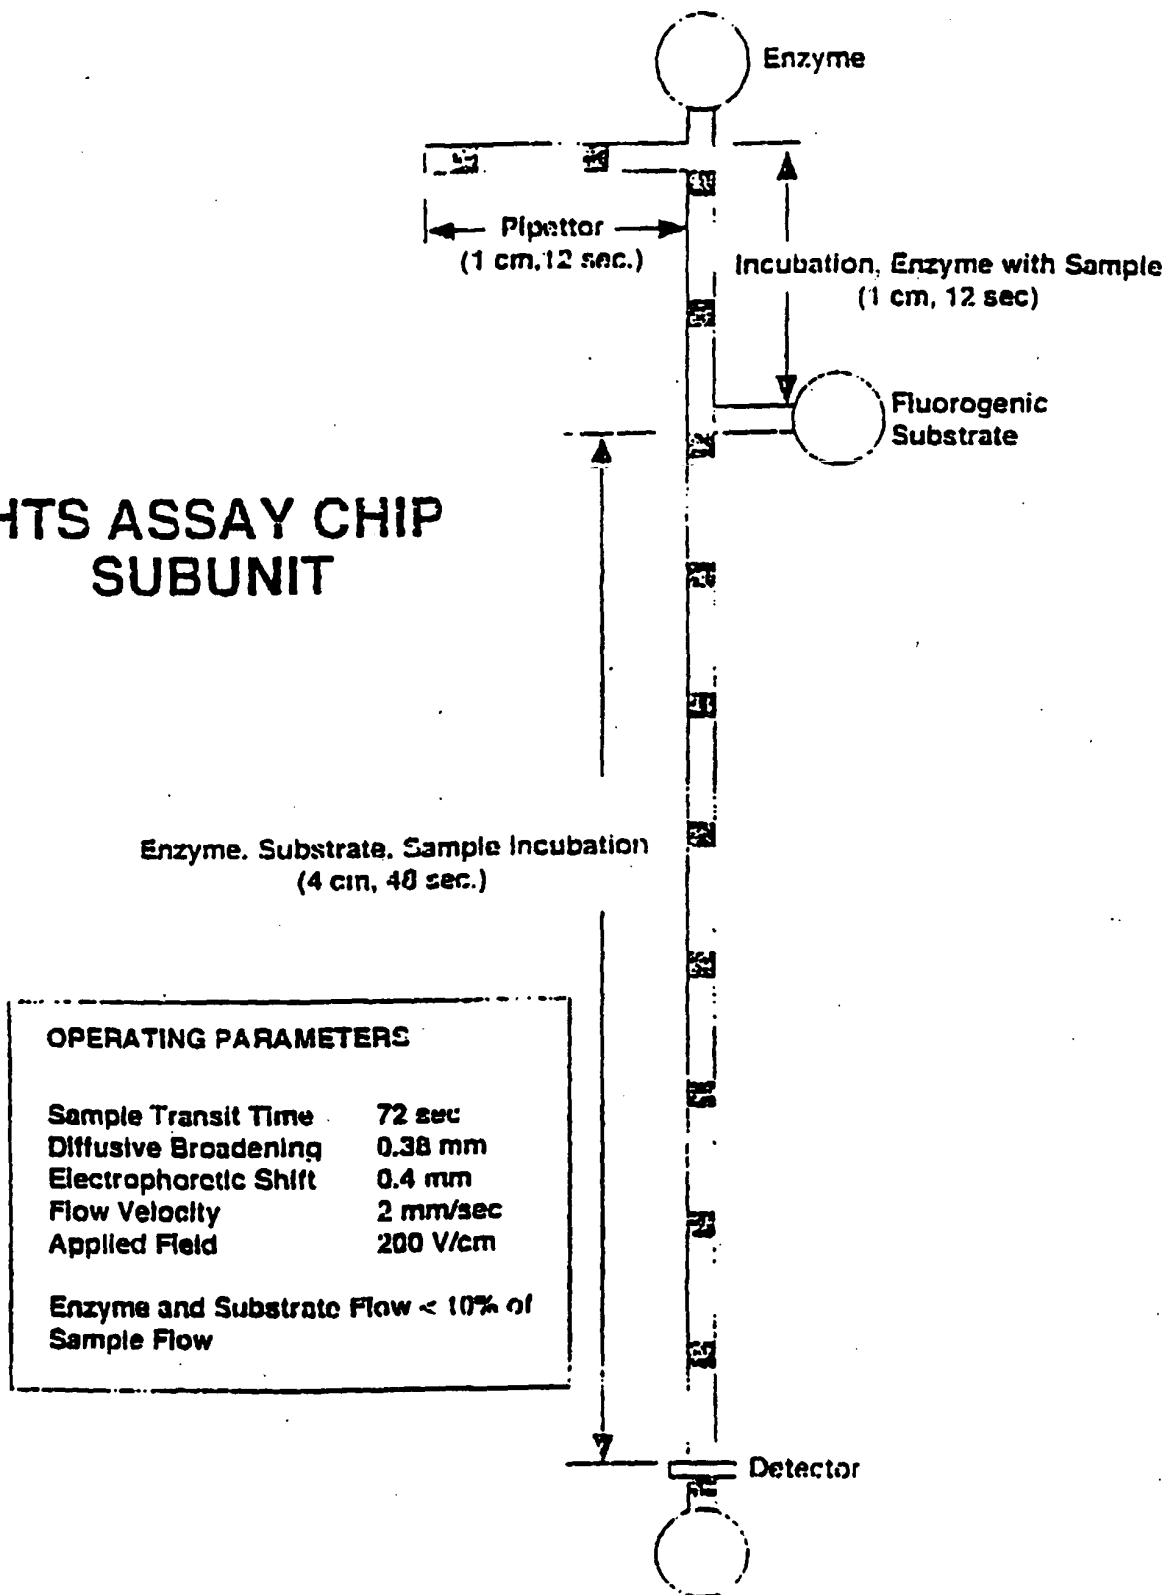 Enzyme
Pipettor
(1 cm, 12 sec.)
Incubation, Enzyme with Sample
(1 cm, 12 sec)
Fluorogenic
Substrate
HTS ASSAY CHIP
SUBUNIT
Enzyme, Substrate, Sample Incubation
(4 cm, 48 sec.)
OPERATING PARAMETERS
Sample Transit Time 72 sec
Diffusive Broadening 0.38 mm
Electrophoretic Shift 0.4 mm
Flow Velocity 2 mm/sec
Applied Field 200 V/cm
Enzyme and Substrate Flow < 10% of
Sample Flow
Detector